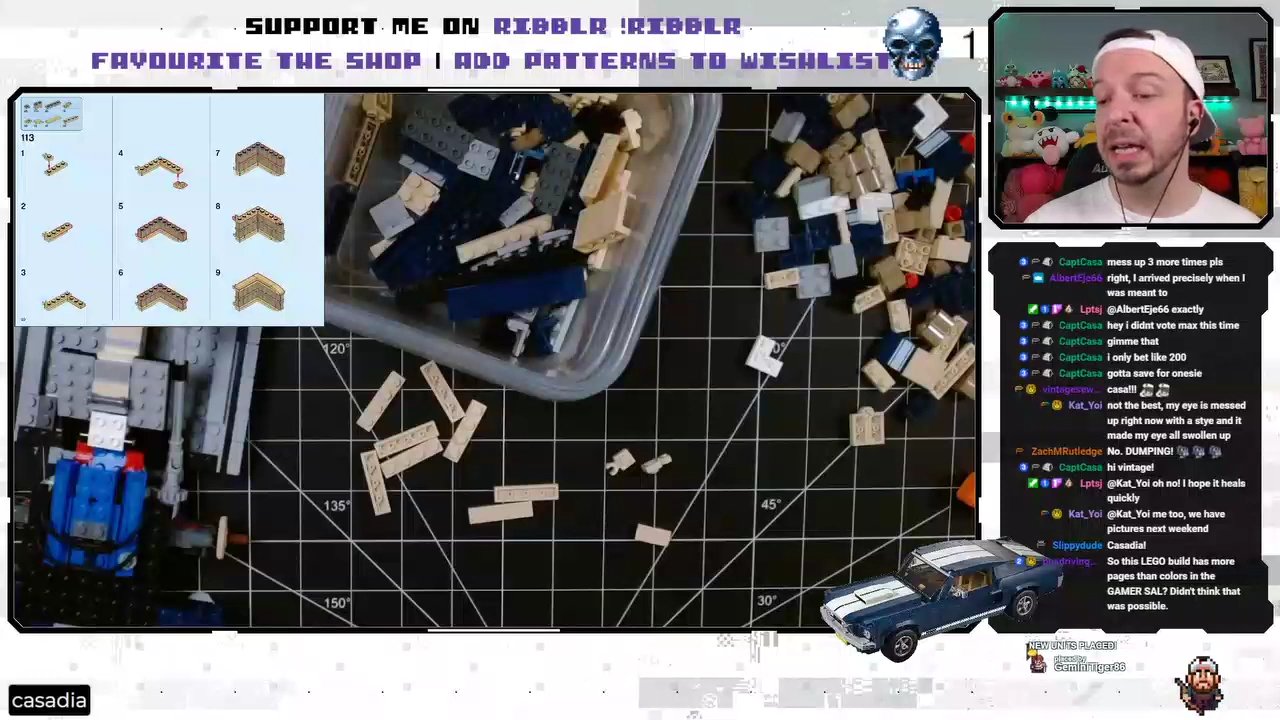 SUPPORT ME ON RIBBLR !RIBBLR
FAVOURITE THE SHOP | ADD PATTERNS TO WISHLIST
1
113
1
4
7
2
5
8
3
6
9
120°
135°
150°
45°
30°
CaptCasa mess up 3 more times pls
AlbertEje66 right, I arrived precisely when I
was meant to
Lptsj @AlbertEje66 exactly
CaptCasa hey i didnt vote max this time
CaptCasa gimme that
CaptCasa i only bet like 200
CaptCasa gotta save for onesie
vintagesew... casa!!!
Kat_Yoi not the best, my eye is messed
up right now with a stye and it
made my eye all swollen up
ZachMRutledge No. DUMPING!
CaptCasa hi vintage!
Lptsj @Kat_Yoi oh no! I hope it heals
quickly
Kat_Yoi @Kat_Yoi me too, we have
pictures next weekend
Slippydude Casadia!
So this LEGO build has more
pages than colors in the
GAMER SAL? Didn't think that
was possible.
NEW UNITS PLACED!
placed by
GeminiTiger86
casadia